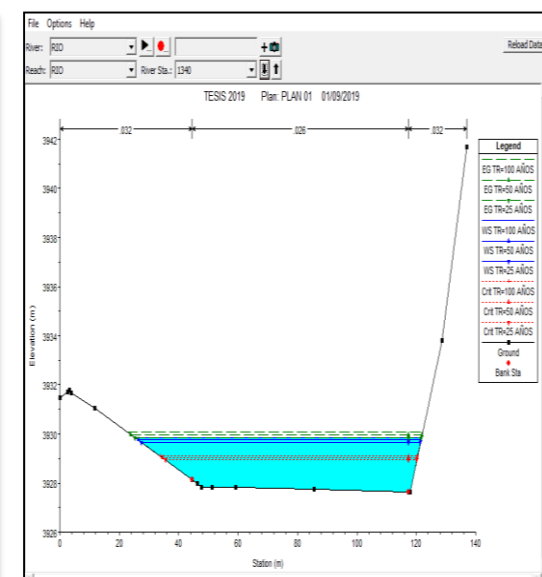 File Options Help
River: RIO
Reload Data
Reach: RIO River Sta.: 1340
TESIS 2019 Plan: PLAN 01 01/09/2019
.032 .026 .032
Legend
EG TR=100 AÑOS
EG TR=50 AÑOS
EG TR=25 AÑOS
WS TR=100 AÑOS
WS TR=50 AÑOS
WS TR=25 AÑOS
Crit TR=100 AÑOS
Crit TR=50 AÑOS
Crit TR=25 AÑOS
Ground
Bank Sta
Elevation (m)
3942
3940
3938
3936
3934
3932
3930
3928
3926
0 20 40 60 80 100 120 140
Station (m)